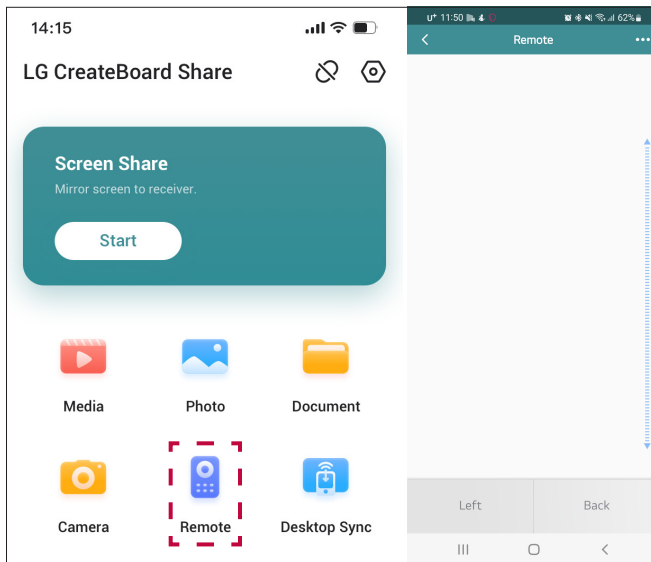 14:15
LG CreateBoard Share
Screen Share
Mirror screen to receiver.
Start
Media Photo Document
Camera Remote Desktop Sync
U+ 11:50 62%
Remote
Left Back